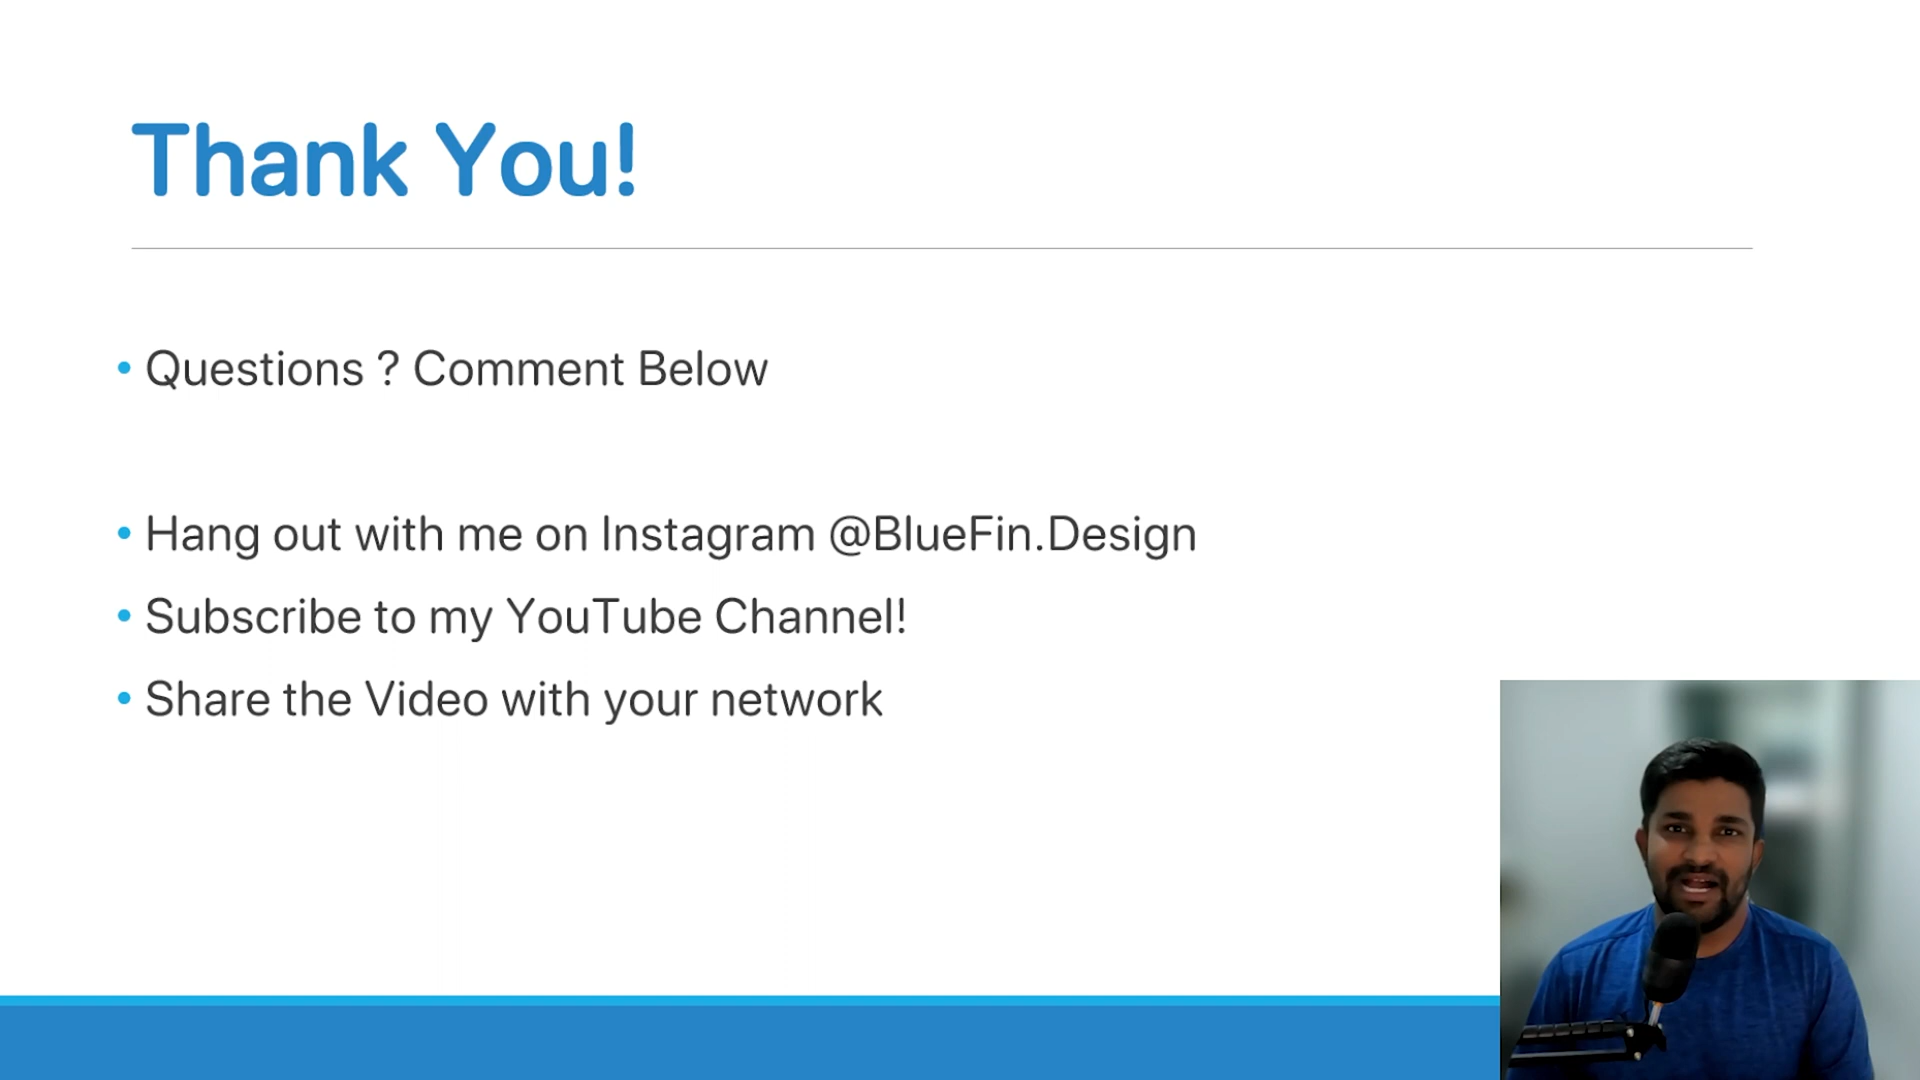 Thank You!
• Questions ? Comment Below
• Hang out with me on Instagram @BlueFin.Design
• Subscribe to my YouTube Channel!
• Share the Video with your network